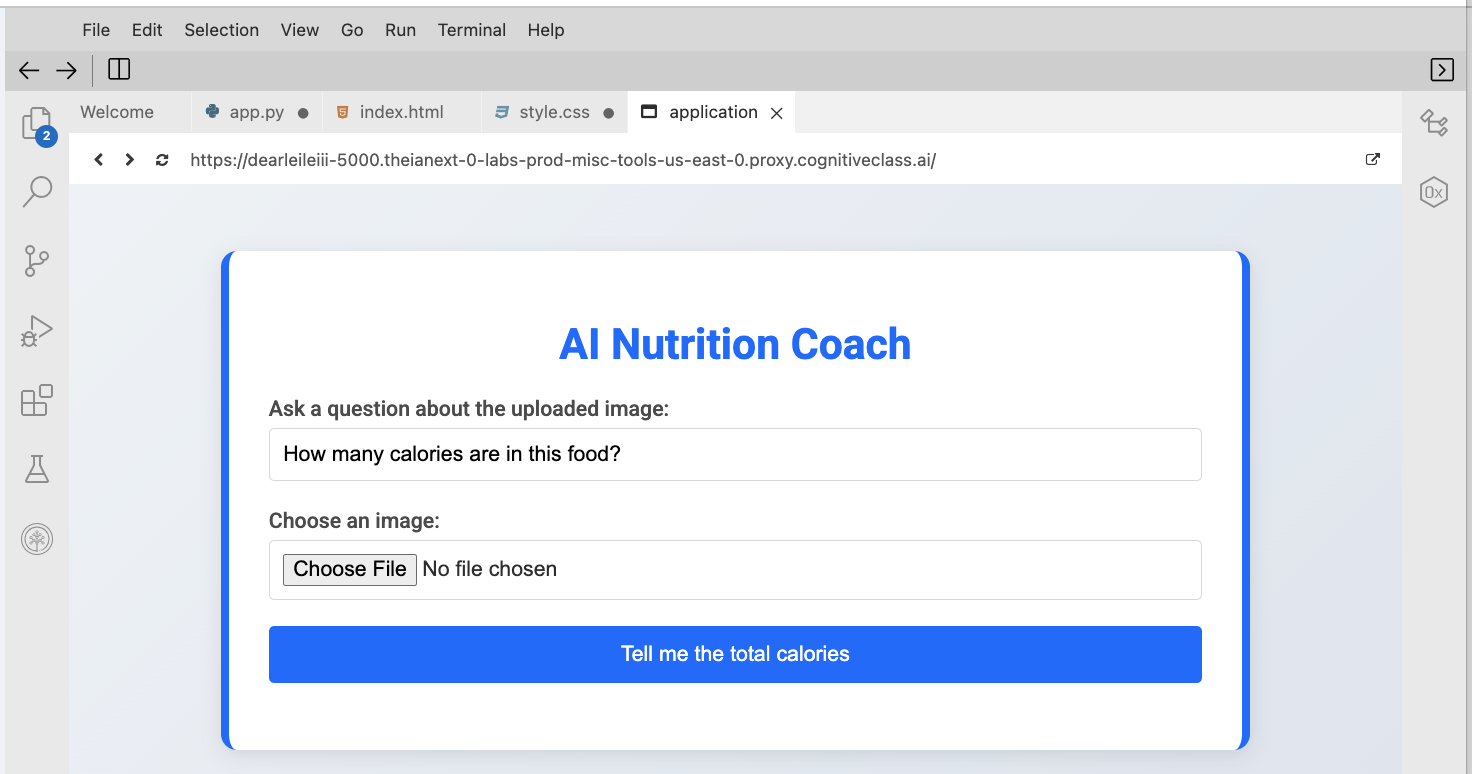 File Edit Selection View Go Run Terminal Help
Welcome app.py index.html style.css application
2
https://dearleileiii-5000.theianext-0-labs-prod-misc-tools-us-east-0.proxy.cognitiveclass.ai/
0x
AI Nutrition Coach
Ask a question about the uploaded image:
How many calories are in this food?
Choose an image:
Choose File No file chosen
Tell me the total calories